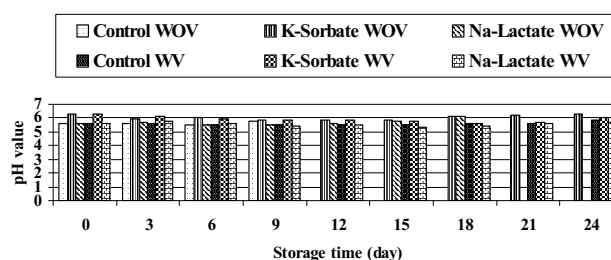 Control WOV K-Sorbate WOV Na-Lactate WOV
Control WV K-Sorbate WV Na-Lactate WV
7
6
5
4
3
2
1
0
pH value
0 3 6 9 12 15 18 21 24
Storage time (day)